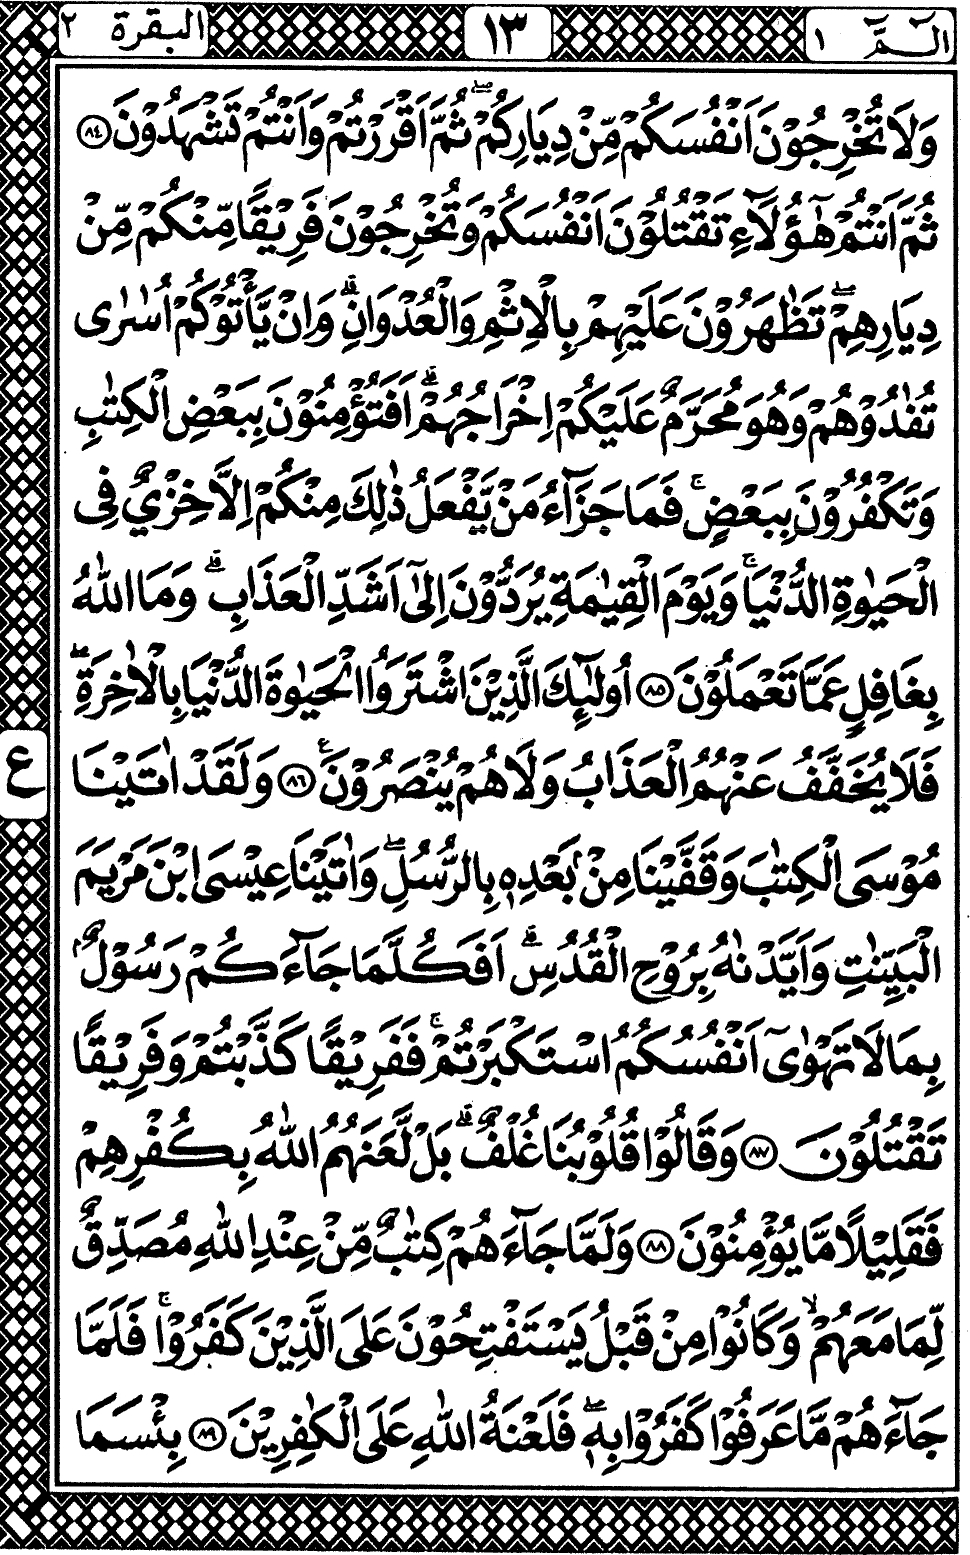 الٓمّٓ ١
١٣
البقرة ٢
وَلَا تُخْرِجُوْنَ اَنْفُسَكُمْ مِّنْ دِيَارِكُمْ ۖ ثُمَّ اَقْرَرْتُمْ وَاَنْتُمْ تَشْهَدُوْنَ ﴿٨٤﴾
ثُمَّ اَنْتُمْ هٰٓؤُلَآءِ تَقْتُلُوْنَ اَنْفُسَكُمْ وَتُخْرِجُوْنَ فَرِيْقًا مِّنْكُمْ مِّنْ
دِيَارِهِمْ ۖ تَظٰهَرُوْنَ عَلَيْهِمْ بِالْاِثْمِ وَالْعُدْوَانِ ۗ وَاِنْ يَّأْتُوْكُمْ اُسٰرٰى
تُفٰدُوْهُمْ وَهُوَ مُحَرَّمٌ عَلَيْكُمْ اِخْرَاجُهُمْ ۗ اَفَتُؤْمِنُوْنَ بِبَعْضِ الْكِتٰبِ
وَتَكْفُرُوْنَ بِبَعْضٍ ۚ فَمَا جَزَآءُ مَنْ يَّفْعَلُ ذٰلِكَ مِنْكُمْ اِلَّا خِزْيٌ فِى
الْحَيٰوةِ الدُّنْيَا ۚ وَيَوْمَ الْقِيٰمَةِ يُرَدُّوْنَ اِلٰٓى اَشَدِّ الْعَذَابِ ۗ وَمَا اللّٰهُ
بِغَافِلٍ عَمَّا تَعْمَلُوْنَ ﴿٨٥﴾ اُولٰٓئِكَ الَّذِيْنَ اشْتَرَوُا الْحَيٰوةَ الدُّنْيَا بِالْاٰخِرَةِ ۖ
فَلَا يُخَفَّفُ عَنْهُمُ الْعَذَابُ وَلَا هُمْ يُنْصَرُوْنَ ع ﴿٨٦﴾ وَلَقَدْ اٰتَيْنَا
ع
مُوْسَى الْكِتٰبَ وَقَفَّيْنَا مِنْۢ بَعْدِهٖ بِالرُّسُلِ ۖ وَاٰتَيْنَا عِيْسَى ابْنَ مَرْيَمَ
الْبَيِّنٰتِ وَاَيَّدْنٰهُ بِرُوْحِ الْقُدُسِ ۗ اَفَكُلَّمَا جَآءَكُمْ رَسُوْلٌۢ
بِمَا لَا تَهْوٰٓى اَنْفُسُكُمُ اسْتَكْبَرْتُمْ ۚ فَفَرِيْقًا كَذَّبْتُمْ وَفَرِيْقًا
تَقْتُلُوْنَ ﴿٨٧﴾ وَقَالُوْا قُلُوْبُنَا غُلْفٌ ۗ بَلْ لَّعَنَهُمُ اللّٰهُ بِكُفْرِهِمْ
فَقَلِيْلًا مَّا يُؤْمِنُوْنَ ﴿٨٨﴾ وَلَمَّا جَآءَهُمْ كِتٰبٌ مِّنْ عِنْدِ اللّٰهِ مُصَدِّقٌ
لِّمَا مَعَهُمْ ۙ وَكَانُوْا مِنْ قَبْلُ يَسْتَفْتِحُوْنَ عَلَى الَّذِيْنَ كَفَرُوْا ۚ فَلَمَّا
جَآءَهُمْ مَّا عَرَفُوْا كَفَرُوْا بِهٖ ۖ فَلَعْنَةُ اللّٰهِ عَلَى الْكٰفِرِيْنَ ﴿٨٩﴾ بِئْسَمَا